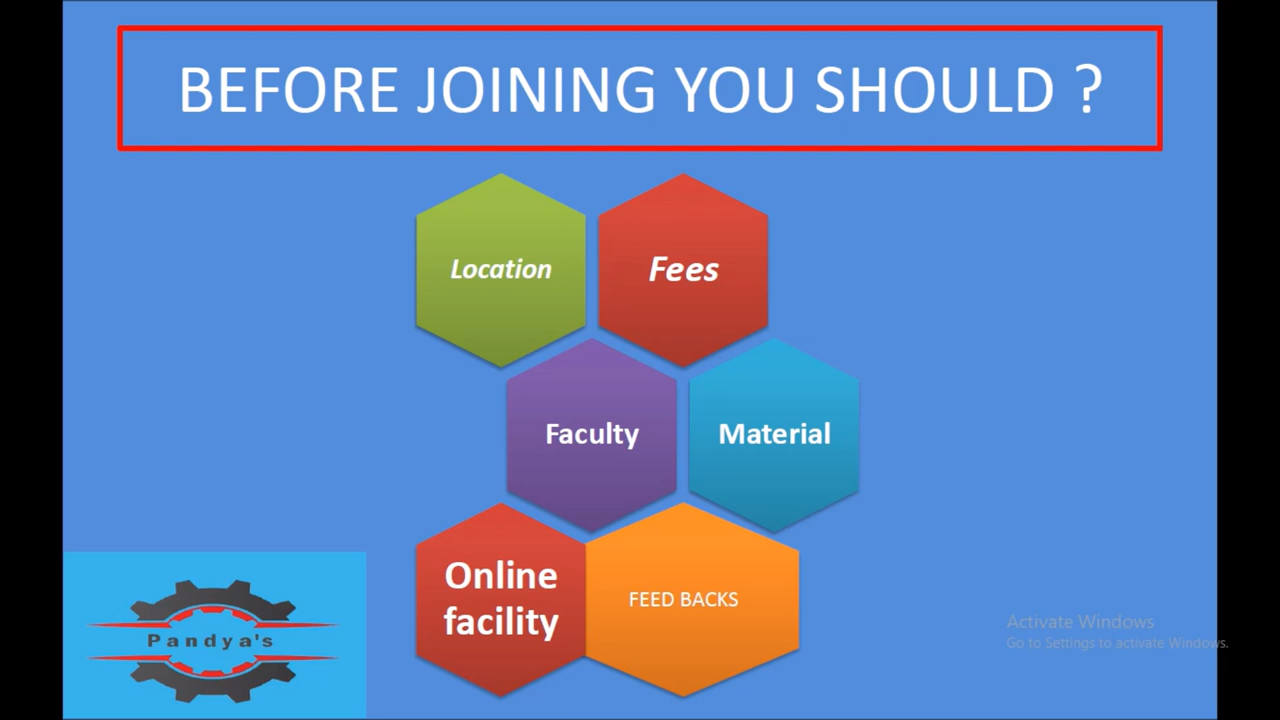 BEFORE JOINING YOU SHOULD ?
Location
Fees
Faculty
Material
Online
facility
FEED BACKS
Pandya's
Activate Windows
Go to Settings to activate Windows.